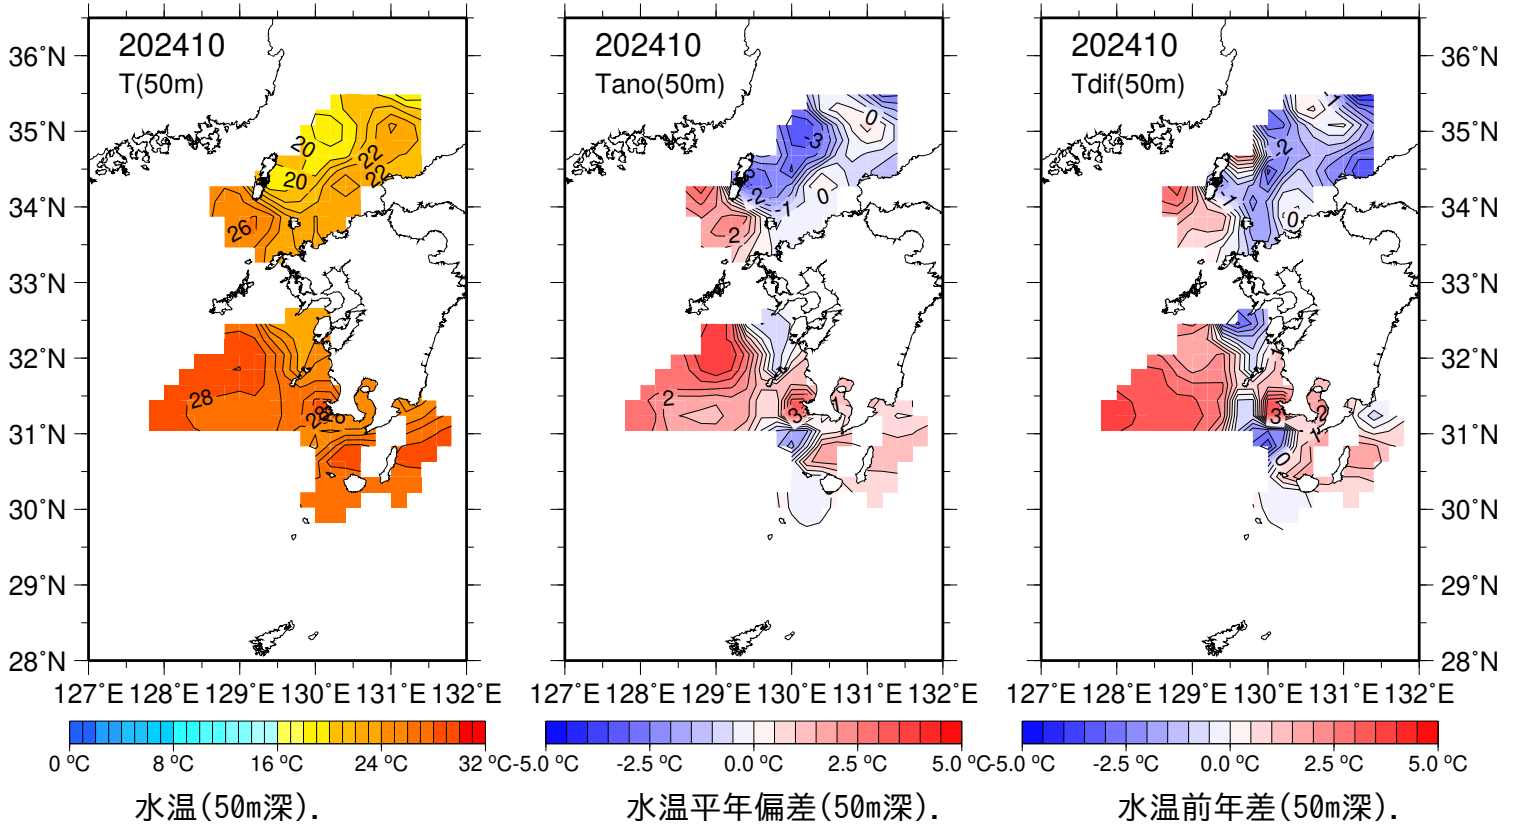 127°E 128°E 129°E 130°E 131°E 132°E
36°N
35°N
34°N
33°N
32°N
31°N
30°N
29°N
28°N
202410
T(50m)
20
22
22
20
26
28
28
0 °C 8 °C 16 °C 24 °C 32 °C
水温(50m深).
202410
Tano(50m)
0
-3
-2
-1
0
2
2
3
127°E 128°E 129°E 130°E 131°E 132°E
-5.0 °C -2.5 °C 0.0 °C 2.5 °C 5.0 °C
水温平年偏差(50m深).
202410
Tdif(50m)
-1
-2
-1
0
3
2
1
0
36°N
35°N
34°N
33°N
32°N
31°N
30°N
29°N
28°N
127°E 128°E 129°E 130°E 131°E 132°E
-5.0 °C -2.5 °C 0.0 °C 2.5 °C 5.0 °C
水温前年差(50m深).